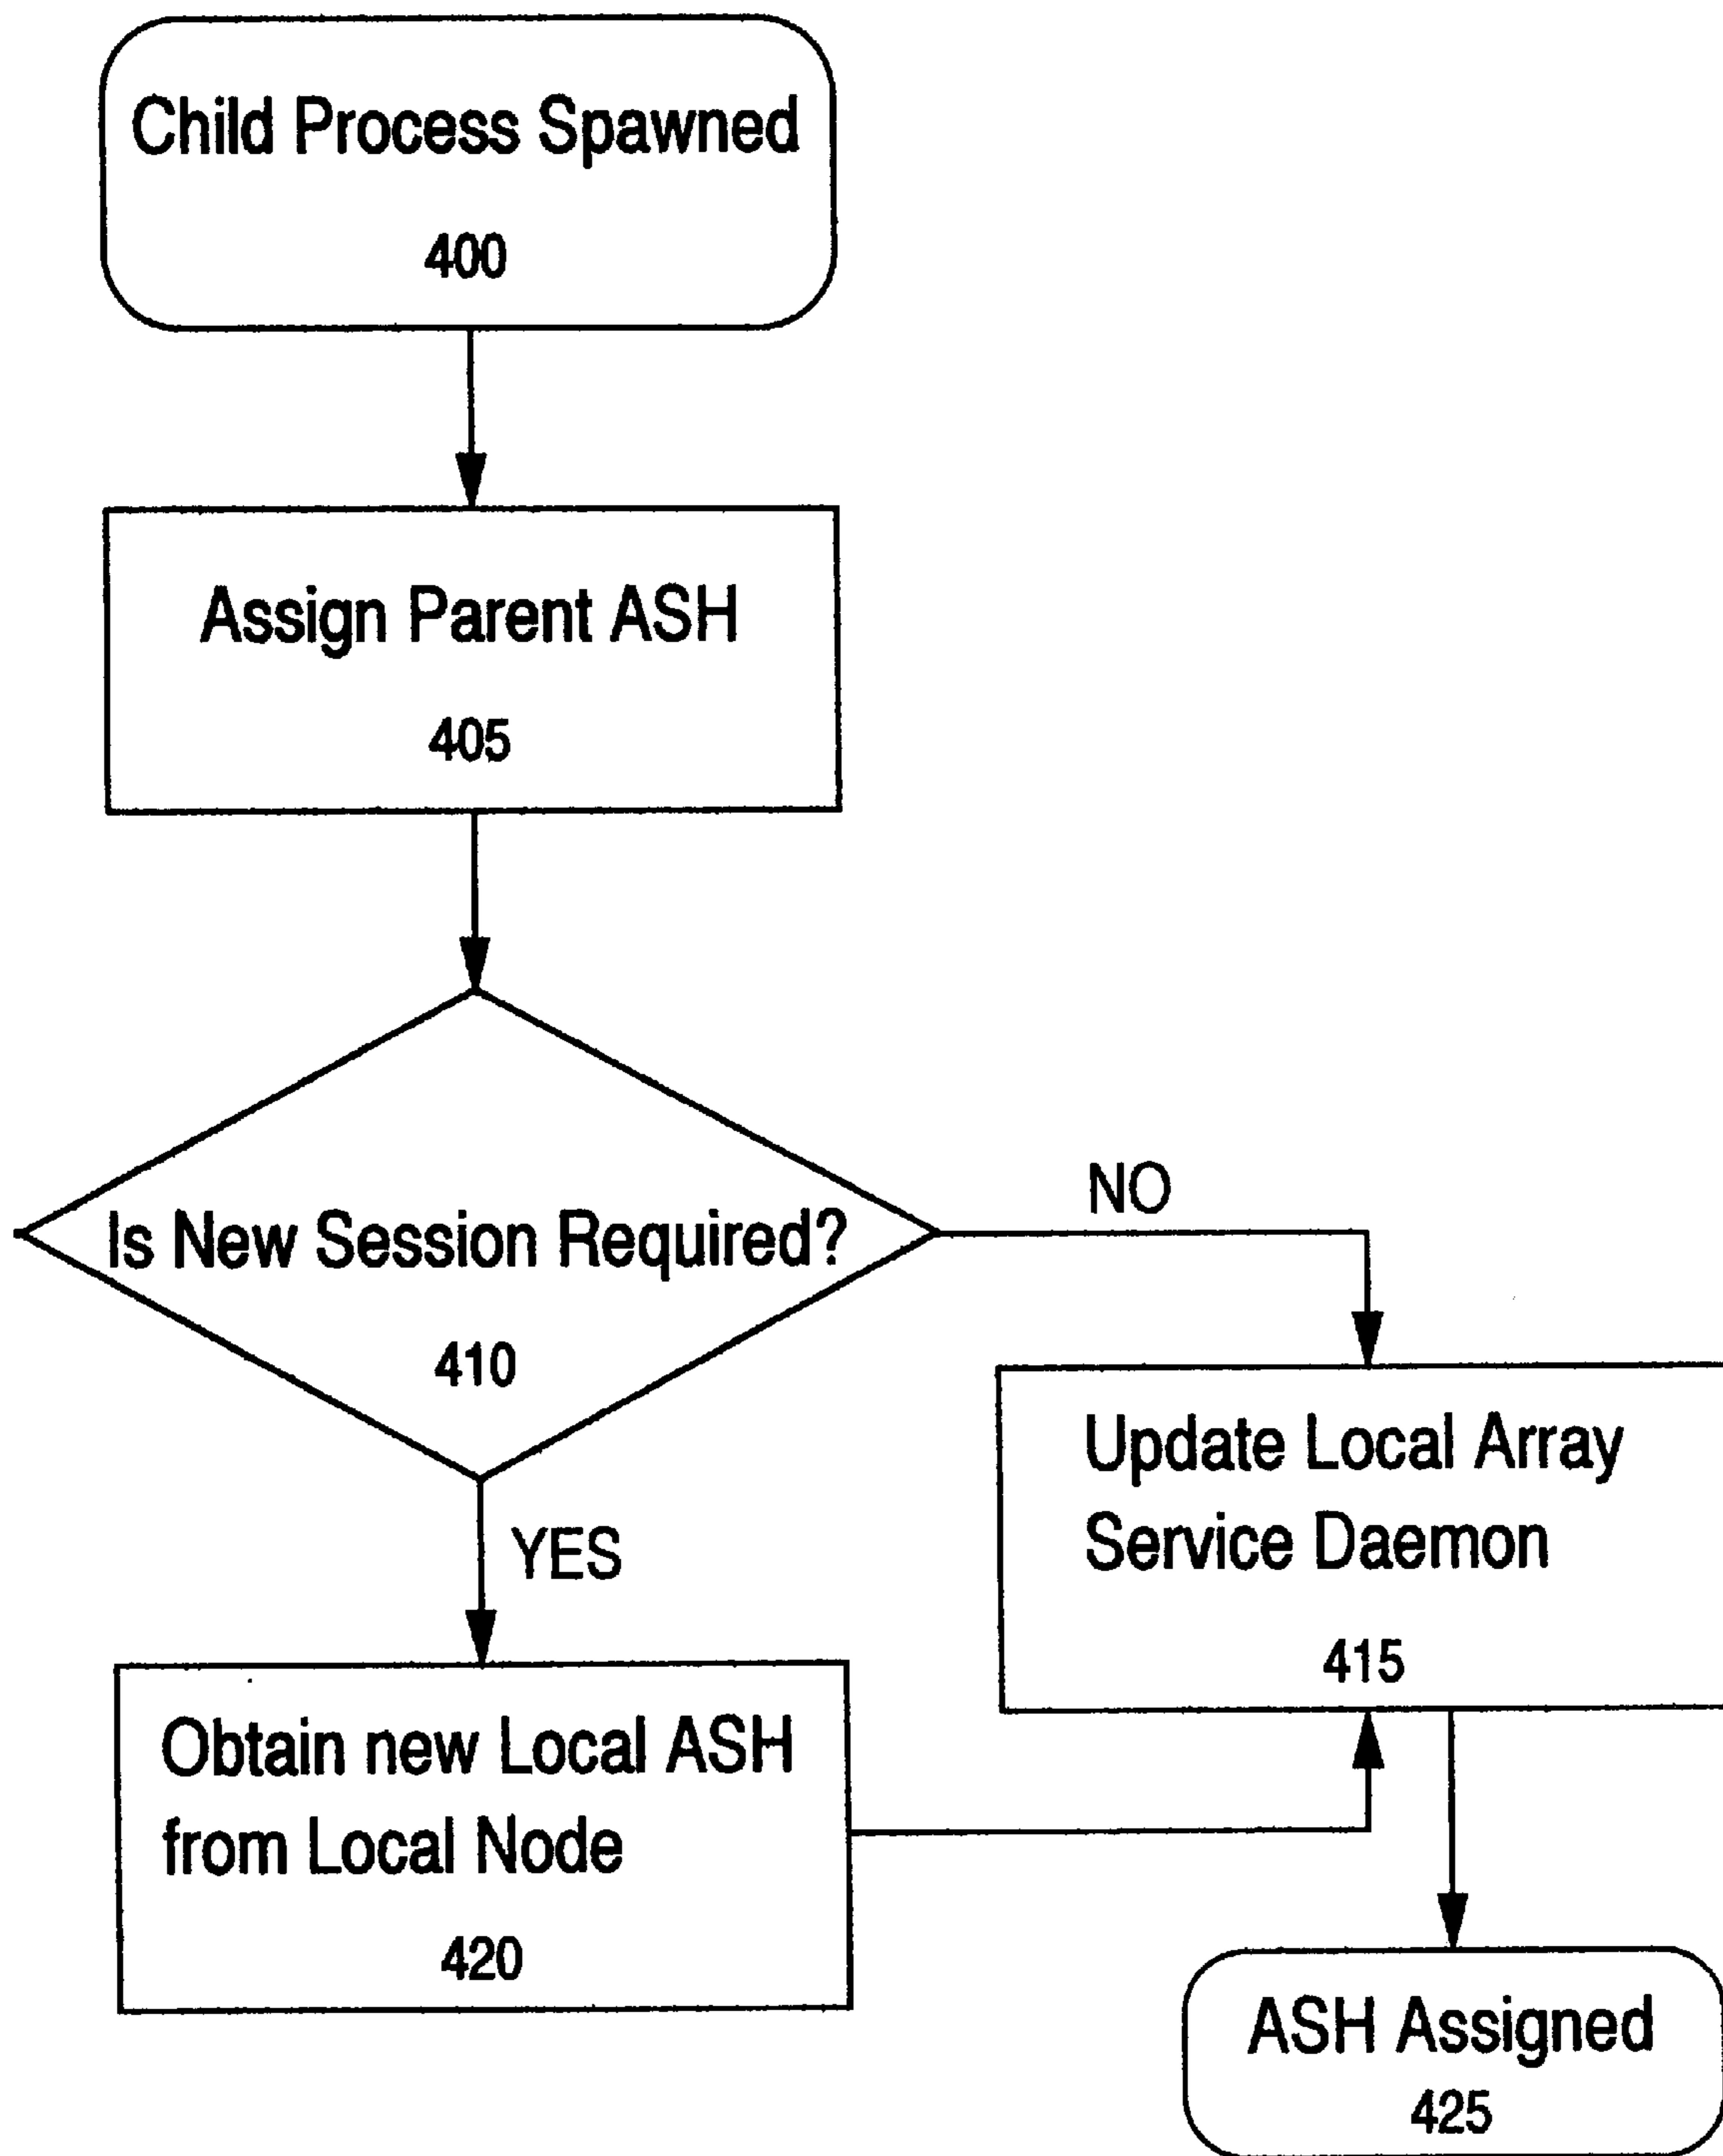 Child Process Spawned
400
Assign Parent ASH
405
Is New Session Required?
410
NO
YES
Update Local Array
Service Daemon
415
Obtain new Local ASH
from Local Node
420
ASH Assigned
425